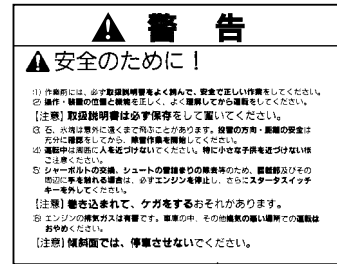 警 告
安全のために!
(1) 作業前には、必ず取扱説明書をよく読んで、安全で正しい作業をしてください。
(2) 操作・装置の位置と機能を正しく、よく理解してから運転をしてください。
[注意] 取扱説明書は必ず保存をして置いてください。
(3) 石、氷塊は意外に遠くまで飛ぶことがあります。投雪の方向・距離の安全は
充分に確認をしてから、除雪作業を開始してください。
(4) 運転中は周囲に人を近づけないでください。特に小さな子供を近づけない様
ご注意ください。
(5) シャーボルトの交換、シュートの雪詰まりの除去等のため、回転部及びその
周辺に手を触れる場合は、必ずエンジンを停止し、さらにスタータスイッチ
キーを外してください。
[注意] 巻き込まれて、ケガをするおそれがあります。
(6) エンジンの排気ガスは有害です。車庫の中、その他換気の悪い場所での運転は
おやめください。
[注意] 傾斜面では、停車させないでください。